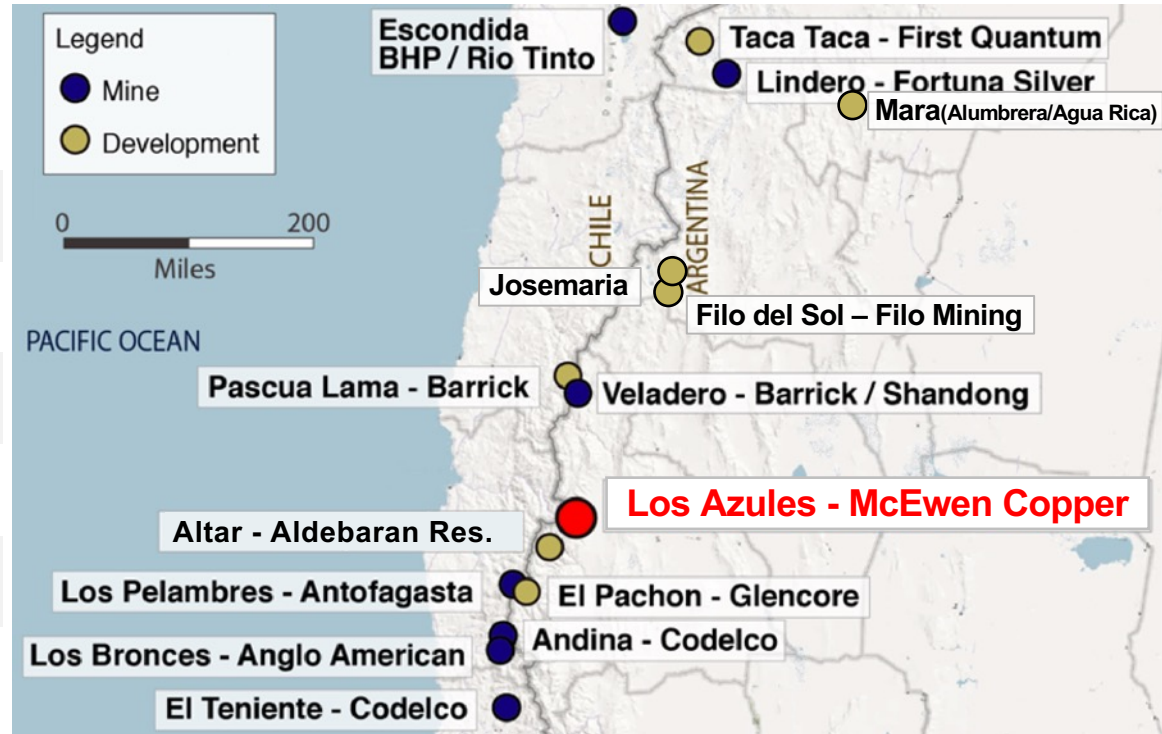 Legend
Mine
Development
0 200
Miles
Escondida
BHP / Rio Tinto
Taca Taca - First Quantum
Lindero - Fortuna Silver
Mara(Alumbrera/Agua Rica)
CHILE
ARGENTINA
Josemaria
Filo del Sol – Filo Mining
PACIFIC OCEAN
Pascua Lama - Barrick
Veladero - Barrick / Shandong
Los Azules - McEwen Copper
Altar - Aldebaran Res.
Los Pelambres - Antofagasta
El Pachon - Glencore
Andina - Codelco
Los Bronces - Anglo American
El Teniente - Codelco